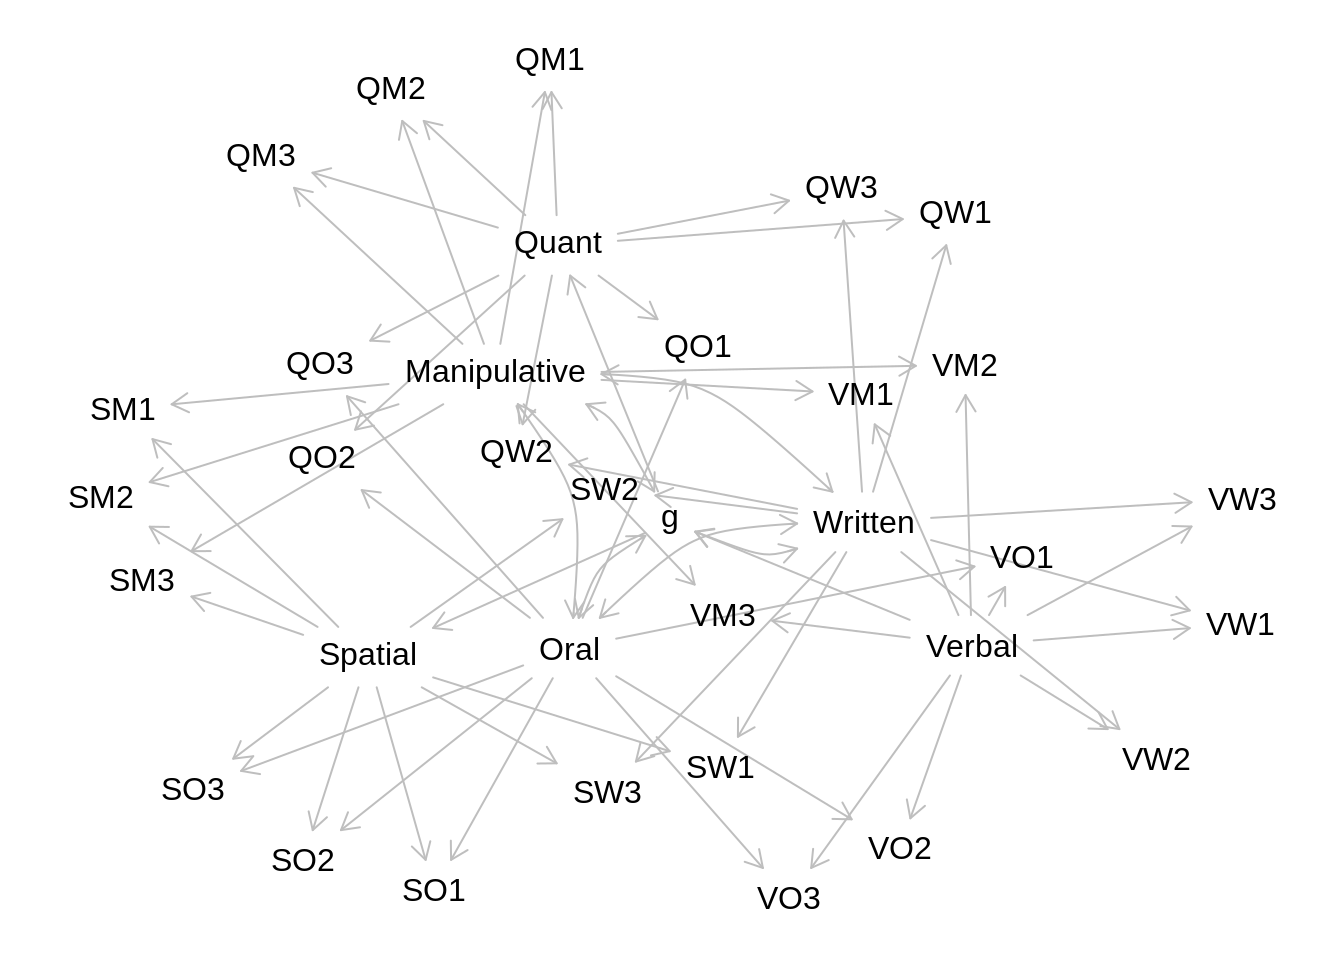 QM1
QM2
QM3
QW3
QW1
Quant
QO1
QO3
Manipulative
VM2
VM1
SM1
QO2
QW2
SW2
SM2
VW3
g
Written
VO1
SM3
VM3
VW1
Spatial
Oral
Verbal
VW2
SW1
SO3
SW3
VO2
SO2
SO1
VO3